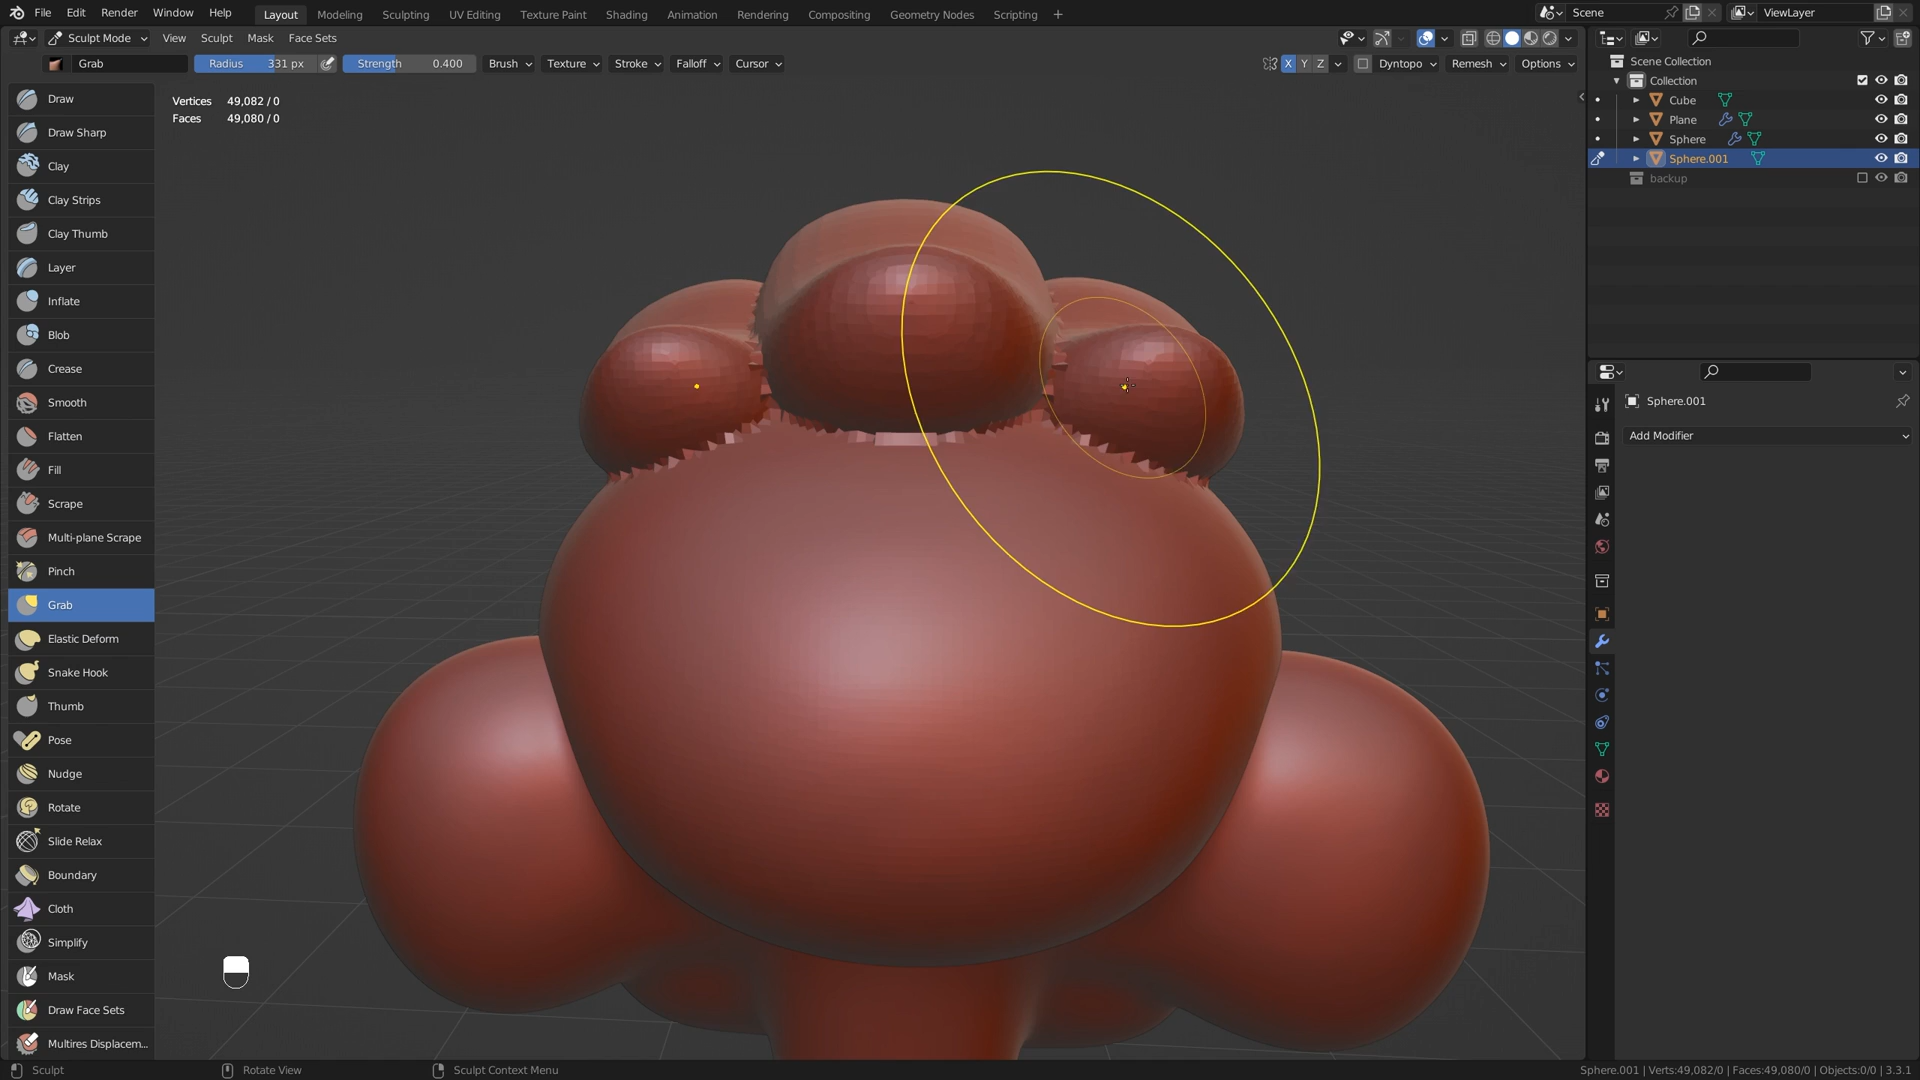 File Edit Render Window Help Layout Modeling Sculpting UV Editing Texture Paint Shading Animation Rendering Compositing Geometry Nodes Scripting + Scene ViewLayer
Sculpt Mode View Sculpt Mask Face Sets
Grab Radius 331 px Strength 0.400 Brush Texture Stroke Falloff Cursor X Y Z Dyntopo Remesh Options
Vertices 49,082 / 0
Faces 49,080 / 0
Draw
Draw Sharp
Clay
Clay Strips
Clay Thumb
Layer
Inflate
Blob
Crease
Smooth
Flatten
Fill
Scrape
Multi-plane Scrape
Pinch
Grab
Elastic Deform
Snake Hook
Thumb
Pose
Nudge
Rotate
Slide Relax
Boundary
Cloth
Simplify
Mask
Draw Face Sets
Multires Displacem...
Scene Collection
Collection
Cube
Plane
Sphere
Sphere.001
backup
Sphere.001
Add Modifier
Sculpt Rotate View Sculpt Context Menu Sphere.001 | Verts:49,082/0 | Faces:49,080/0 | Objects:0/0 | 3.3.1